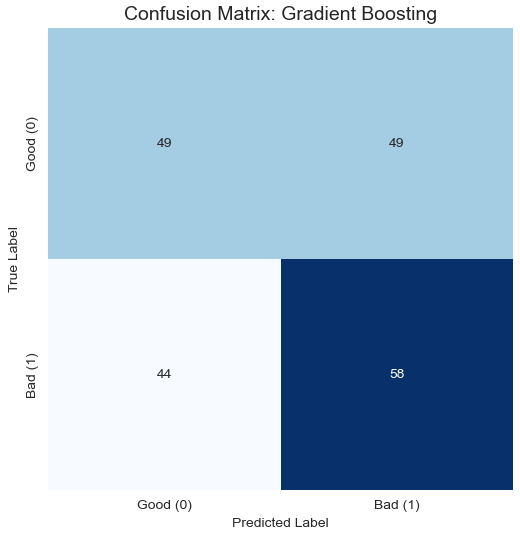 Confusion Matrix: Gradient Boosting
True Label
Good (0)
49
49
Bad (1)
44
58
Good (0)
Bad (1)
Predicted Label